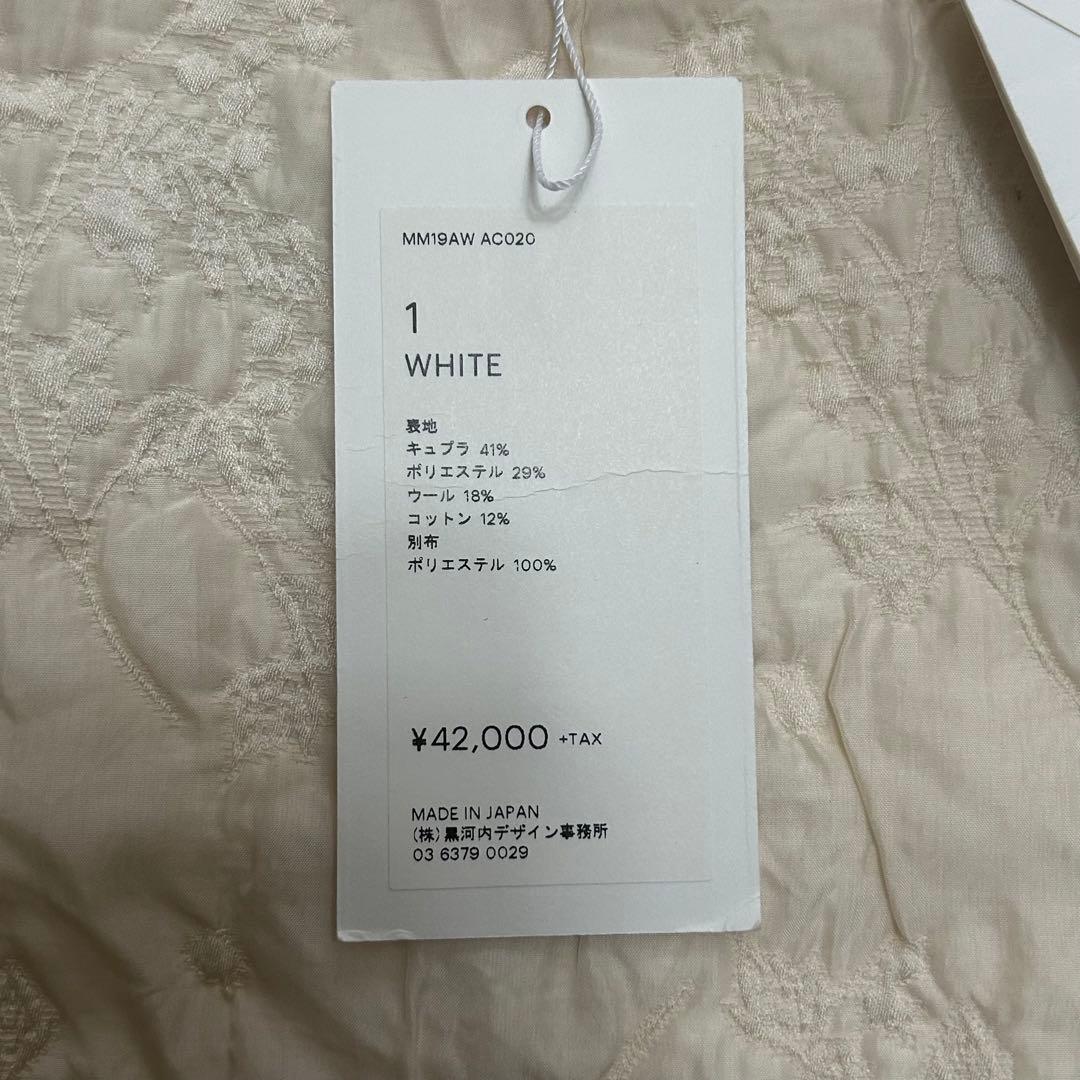 MM19AW AC020
1
WHITE
表地
キュプラ 41%
ポリエステル 29%
ウール 18%
コットン 12%
別布
ポリエステル 100%
¥42,000 +TAX
MADE IN JAPAN
(株)黒河内デザイン事務所
03 6379 0029